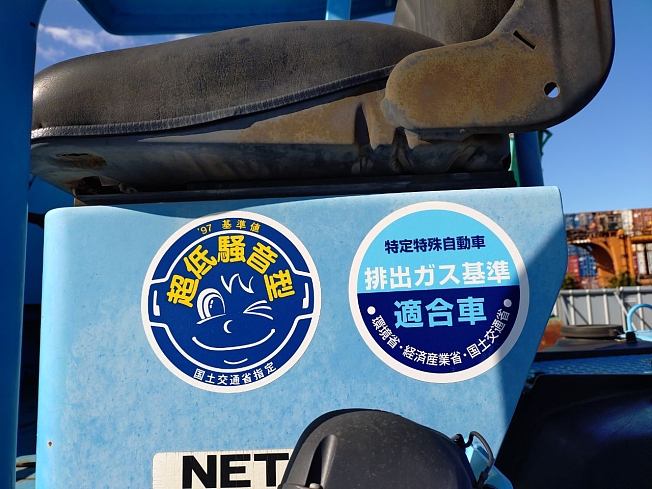 '97 基準値
超低騒音型
国土交通省指定
特定特殊自動車
排出ガス基準
適合車
・環境省・経済産業省・国土交通省・
NET